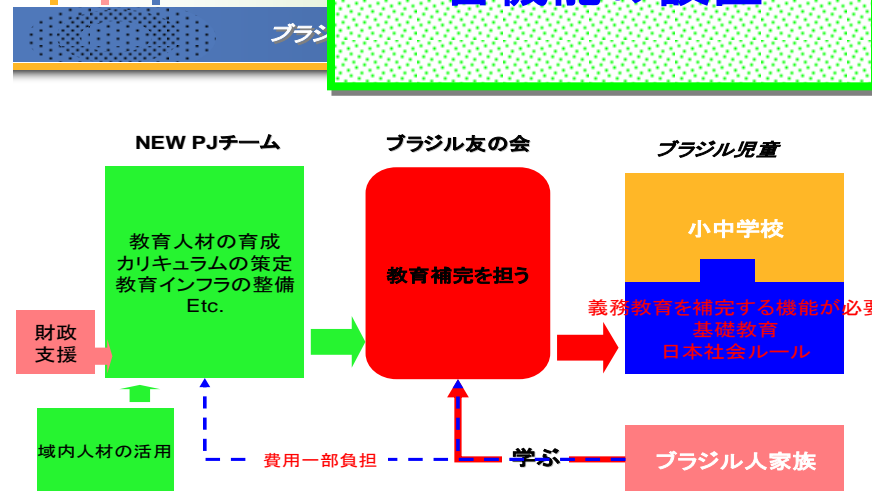 ブラジ
NEW PJチーム
ブラジル友の会
ブラジル児童
教育人材の育成
カリキュラムの策定
教育インフラの整備
Etc.
教育補完を担う
小中学校
義務教育を補完する機能が必要
基礎教育
日本社会ルール
財政
支援
域内人材の活用
費用一部負担
学ぶ
ブラジル人家族